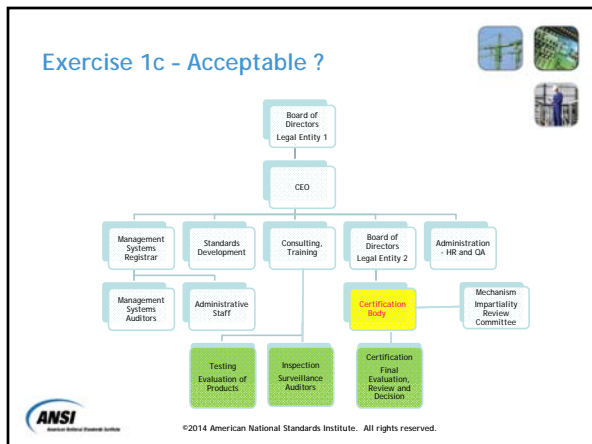 Exercise 1c - Acceptable ?
Board of
Directors
Legal Entity 1
CEO
Management
Systems
Registrar
Standards
Development
Consulting,
Training
Board of
Directors
Legal Entity 2
Administration
- HR and QA
Management
Systems
Auditors
Administrative
Staff
Certification
Body
Mechanism
Impartiality
Review
Committee
Testing
Evaluation of
Products
Inspection
Surveillance
Auditors
Certification
Final
Evaluation,
Review and
Decision
ANSI
American National Standards Institute
©2014 American National Standards Institute. All rights reserved.